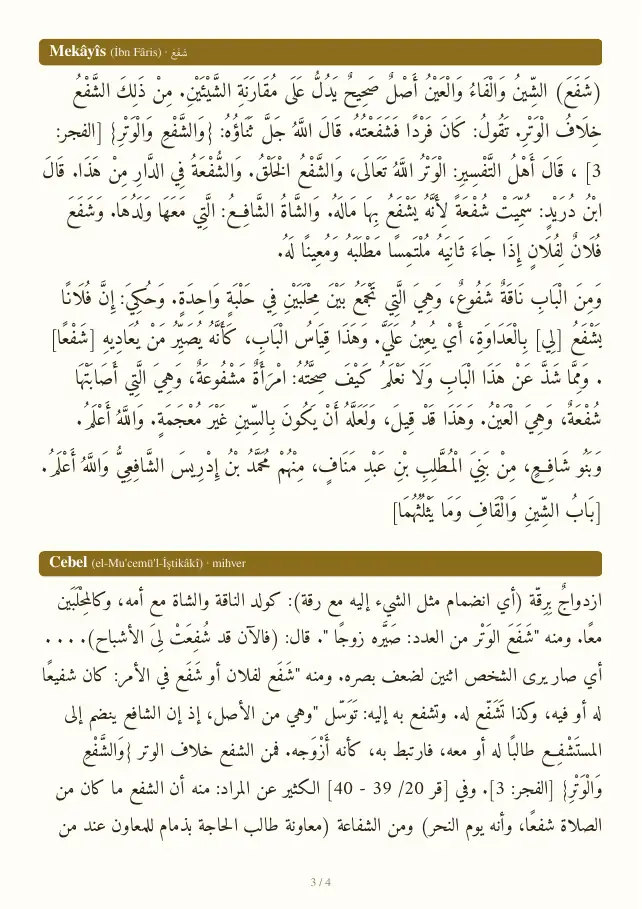 Mekâyîs (İbn Fâris) · شَفَعَ
(شَفَعَ) الشِّينُ وَالْفَاءُ وَالْعَيْنُ أَصْلٌ صَحِيحٌ يَدُلُّ عَلَى مُقَارَنَةِ الشَّيْئَيْنِ. مِنْ ذَلِكَ الشَّفْعُ
خِلَافُ الْوَتْرِ. تَقُولُ: كَانَ فَرْدًا فَشَفَعْتُهُ. قَالَ اللَّهُ جَلَّ ثَنَاؤُهُ: {وَالشَّفْعِ وَالْوَتْرِ} [الفجر:
3] ، قَالَ أَهْلُ التَّفْسِيرِ: الْوَتْرُ اللَّهُ تَعَالَى، وَالشَّفْعُ الْخَلْقُ. وَالشُّفْعَةُ فِي الدَّارِ مِنْ هَذَا. قَالَ
ابْنُ دُرَيْدٍ: سُمِّيَتْ شُفْعَةً لِأَنَّهُ يَشْفَعُ بِهَا مَالَهُ. وَالشَّاةُ الشَّافِعُ: الَّتِي مَعَهَا وَلَدُهَا. وَشَفَعَ
فُلَانٌ لِفُلَانٍ إِذَا جَاءَ ثَانِيَهُ مُلْتَمِسًا مَطْلَبَهُ وَمُعِينًا لَهُ.
وَمِنَ الْبَابِ نَاقَةٌ شَفُوعٌ، وَهِيَ الَّتِي تَجْمَعُ بَيْنَ مِحْلَبَيْنِ فِي حَلْبَةٍ وَاحِدَةٍ. وَحُكِيَ: إِنَّ فُلَانًا
يَشْفَعُ [لِي] بِالْعَدَاوَةِ، أَيْ يُعِينُ عَلَيَّ. وَهَذَا قِيَاسُ الْبَابِ، كَأَنَّهُ يُصَيِّرُ مَنْ يُعَادِيهِ [شَفْعًا]
. وَمِمَّا شَذَّ عَنْ هَذَا الْبَابِ وَلَا نَعْلَمُ كَيْفَ صِحَّتُهُ: امْرَأَةٌ مَشْفُوعَةٌ، وَهِيَ الَّتِي أَصَابَتْهَا
شُفْعَةٌ، وَهِيَ الْعَيْنُ. وَهَذَا قَدْ قِيلَ، وَلَعَلَّهُ أَنْ يَكُونَ بِالسِّينِ غَيْرَ مُعْجَمَةٍ. وَاللَّهُ أَعْلَمُ.
وَبَنُو شَافِعٍ، مِنْ بَنِي الْمُطَّلِبِ بْنِ عَبْدِ مَنَافٍ، مِنْهُمْ مُحَمَّدُ بْنُ إِدْرِيسَ الشَّافِعِيُّ وَاللَّهُ أَعْلَمُ.
[بَابُ الشِّينِ وَالْقَافِ وَمَا يَثْلُثُهُمَا]
Cebel (el-Mu'cemü'l-İştikâkî) · mihver
ازدواجٌ بِرِقّة (أي انضمام مثل الشيء إليه مع رقة): كولد الناقة والشاة مع أمه، وكالمِحْلَبَين
معًا. ومنه "شَفَعَ الوَتْر من العدد: صَيَّره زوجًا ". قال: (فالآن قد شُفِعَتْ لِىَ الأشباح). . . .
أي صار يرى الشخص اثنين لضعف بصره. ومنه "شَفَع لفلان أو شَفَع في الأمر: كان شفيعًا
له أو فيه، وكذا تَشَفّع له. وتشفع به إليه: تَوَسّل "وهي من الأصل، إذ إن الشافع ينضم إلى
المستَشْفِع طالبًا له أو معه، فارتبط به، كأنه أَزْوَجه. فمن الشفع خلاف الوتر {وَالشَّفْعِ
وَالْوَتْرِ} [الفجر: 3]. وفي [قر 20/ 39 - 40] الكثير عن المراد: منه أن الشفع ما كان من
الصلاة شفعًا، وأنه يوم النحر) ومن الشفاعة (معاونة طالب الحاجة بذمام للمعاون عند من
3 / 4